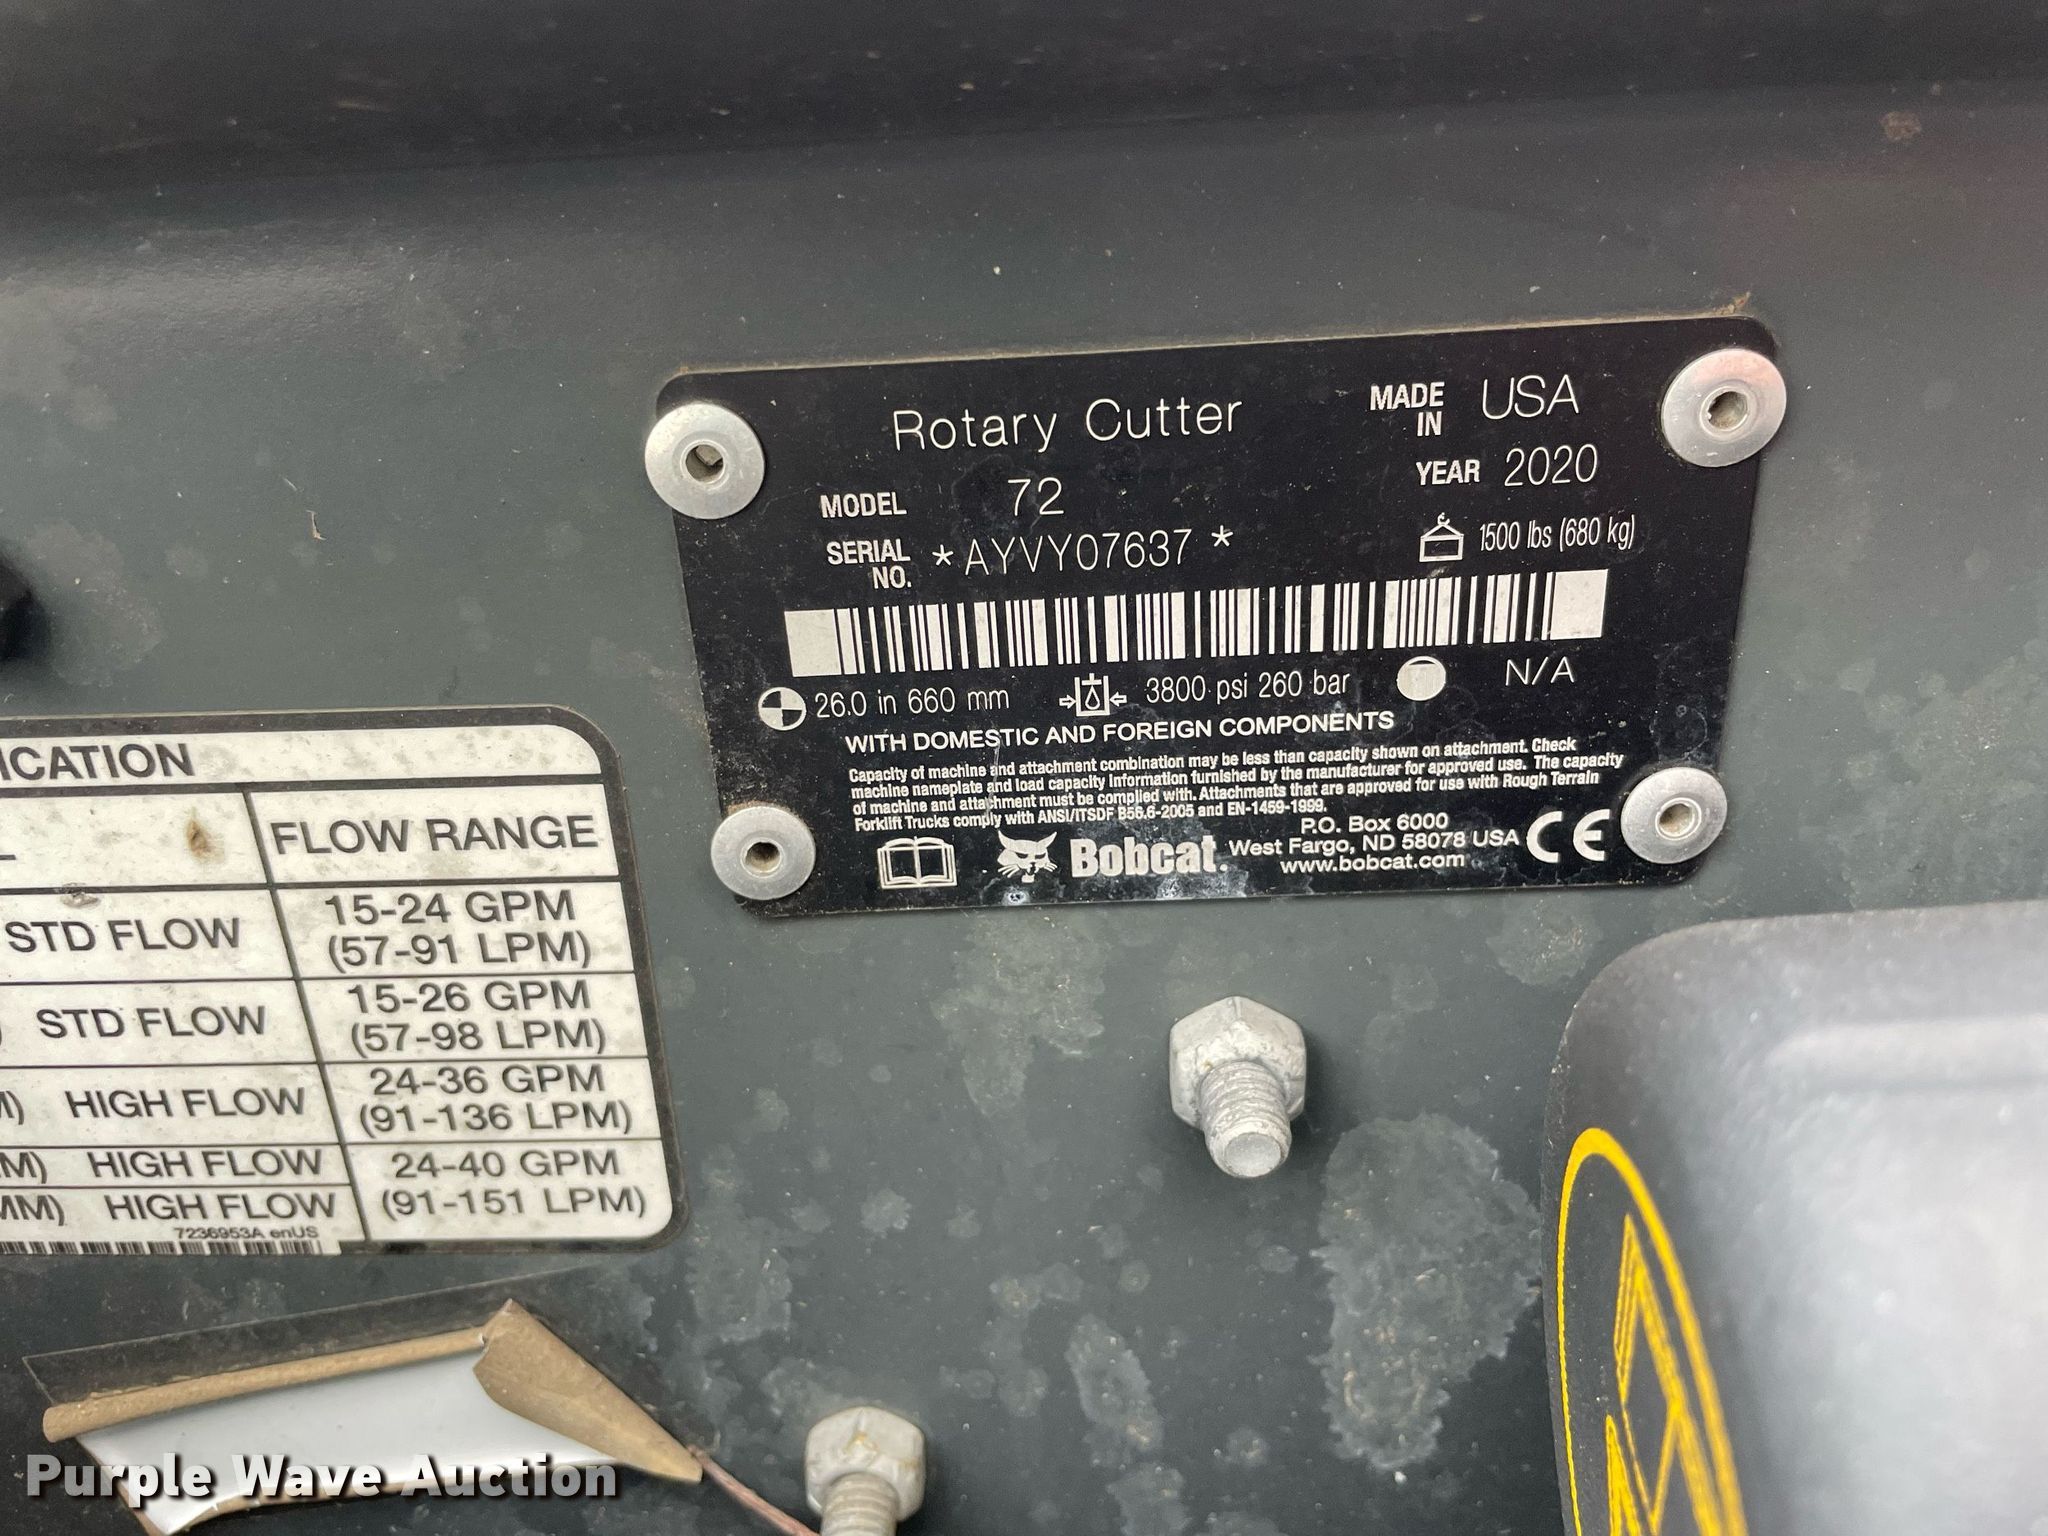 Rotary Cutter
MADE IN USA
MODEL 72
YEAR 2020
SERIAL NO. *AYVY07637*
1500 lbs (680 kg)
26.0 in 660 mm 3800 psi 260 bar N/A
WITH DOMESTIC AND FOREIGN COMPONENTS
Capacity of machine and attachment combination may be less than capacity shown on attachment. Check
machine nameplate and load capacity information furnished by the manufacturer for approved use. The capacity
of machine and attachment must be complied with. Attachments that are approved for use with Rough Terrain
Forklift Trucks comply with ANSI/ITSDF B56.6-2005 and EN-1459-1999.
Bobcat.
P.O. Box 6000
West Fargo, ND 58078 USA
www.bobcat.com
CE
ICATION
FLOW RANGE
STD FLOW 15-24 GPM
(57-91 LPM)
STD FLOW 15-26 GPM
(57-98 LPM)
M) HIGH FLOW 24-36 GPM
(91-136 LPM)
MM) HIGH FLOW 24-40 GPM
MM) HIGH FLOW (91-151 LPM)
7236953A enUS
Purple Wave Auction